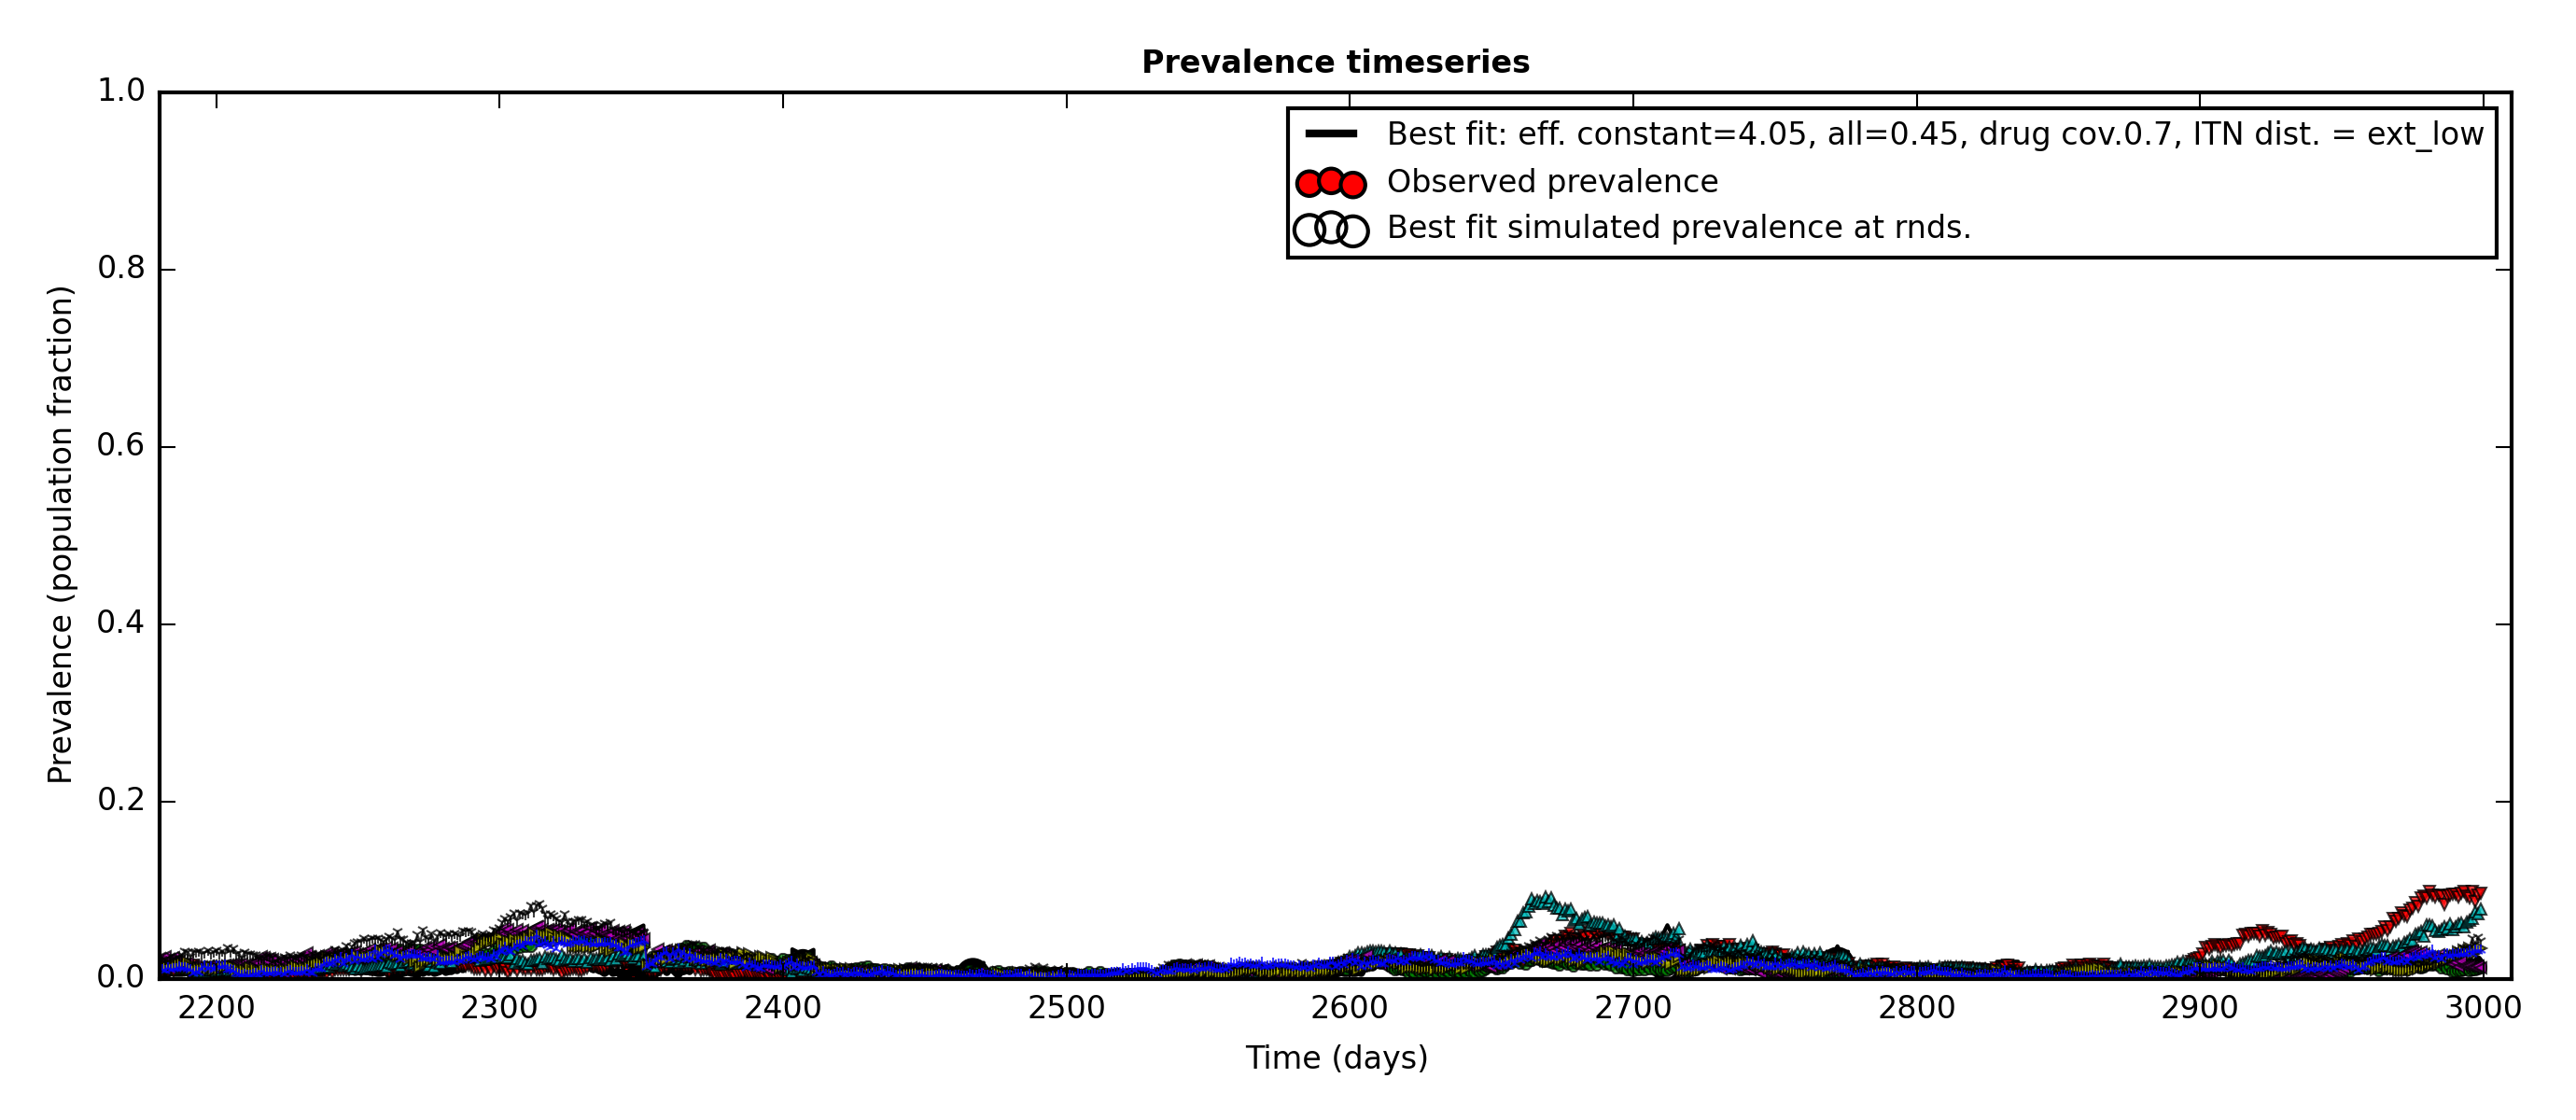 Prevalence timeseries
1.0
0.8
0.6
0.4
0.2
0.0
Prevalence (population fraction)
Best fit: eff. constant=4.05, all=0.45, drug cov.0.7, ITN dist. = ext_low
Observed prevalence
Best fit simulated prevalence at rnds.
2200 2300 2400 2500 2600 2700 2800 2900 3000
Time (days)